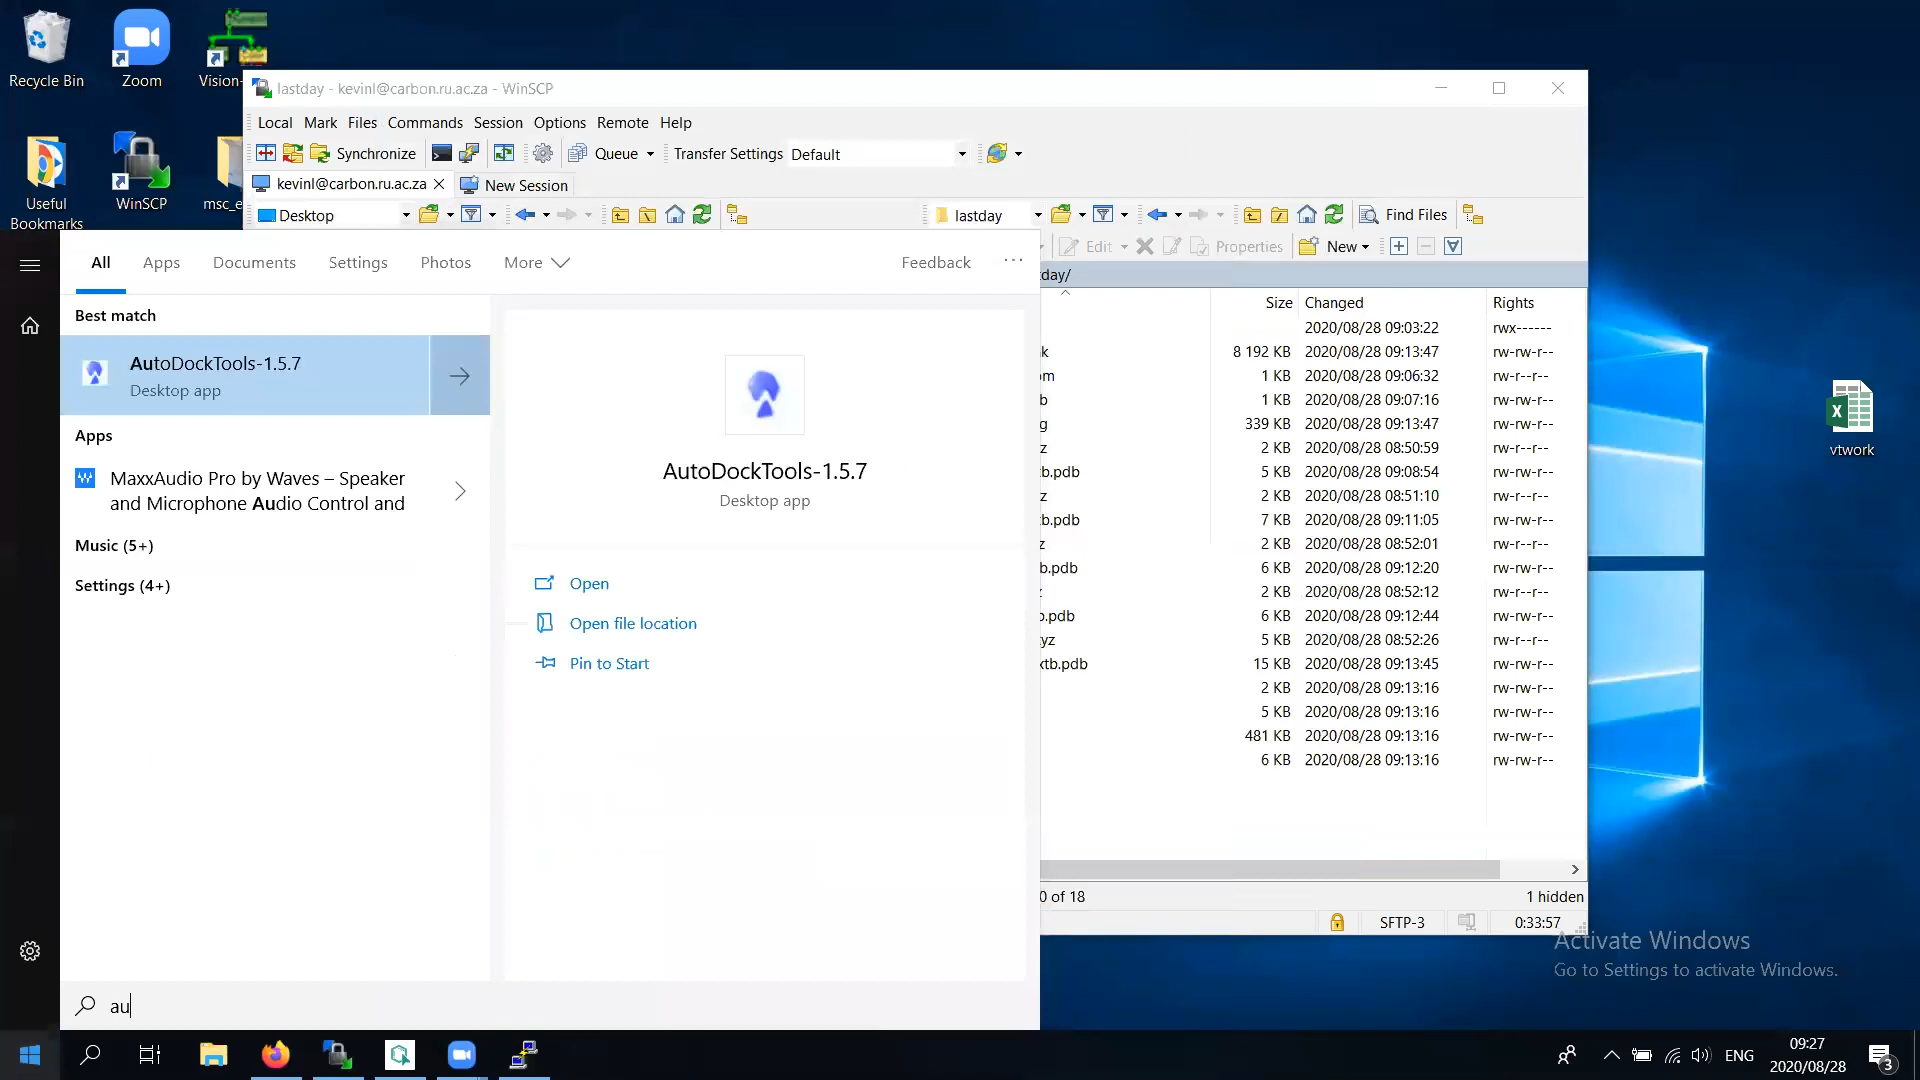 Recycle Bin
Zoom
Vision-
lastday - kevinl@carbon.ru.ac.za - WinSCP
Local Mark Files Commands Session Options Remote Help
Synchronize Queue Transfer Settings Default
kevinl@carbon.ru.ac.za New Session
Useful
Bookmarks
WinSCP
msc_e
Desktop lastday Find Files
Edit Properties New
All Apps Documents Settings Photos More Feedback ...
day/
Best match
AutoDockTools-1.5.7
Desktop app
Apps
MaxxAudio Pro by Waves – Speaker
and Microphone Audio Control and
Music (5+)
Settings (4+)
AutoDockTools-1.5.7
Desktop app
Open
Open file location
Pin to Start
Size Changed Rights
2020/08/28 09:03:22 rwx------
k 8 192 KB 2020/08/28 09:13:47 rw-rw-r--
om 1 KB 2020/08/28 09:06:32 rw-r--r--
b 1 KB 2020/08/28 09:07:16 rw-rw-r--
g 339 KB 2020/08/28 09:13:47 rw-rw-r--
z 2 KB 2020/08/28 08:50:59 rw-r--r--
tb.pdb 5 KB 2020/08/28 09:08:54 rw-rw-r--
z 2 KB 2020/08/28 08:51:10 rw-r--r--
tb.pdb 7 KB 2020/08/28 09:11:05 rw-rw-r--
z 2 KB 2020/08/28 08:52:01 rw-r--r--
b.pdb 6 KB 2020/08/28 09:12:20 rw-rw-r--
z 2 KB 2020/08/28 08:52:12 rw-r--r--
b.pdb 6 KB 2020/08/28 09:12:44 rw-rw-r--
yz 5 KB 2020/08/28 08:52:26 rw-r--r--
xtb.pdb 15 KB 2020/08/28 09:13:45 rw-rw-r--
2 KB 2020/08/28 09:13:16 rw-rw-r--
5 KB 2020/08/28 09:13:16 rw-rw-r--
481 KB 2020/08/28 09:13:16 rw-rw-r--
6 KB 2020/08/28 09:13:16 rw-rw-r--
0 of 18 1 hidden
SFTP-3 0:33:57
vtwork
Activate Windows
Go to Settings to activate Windows.
au
ENG
09:27
2020/08/28
3